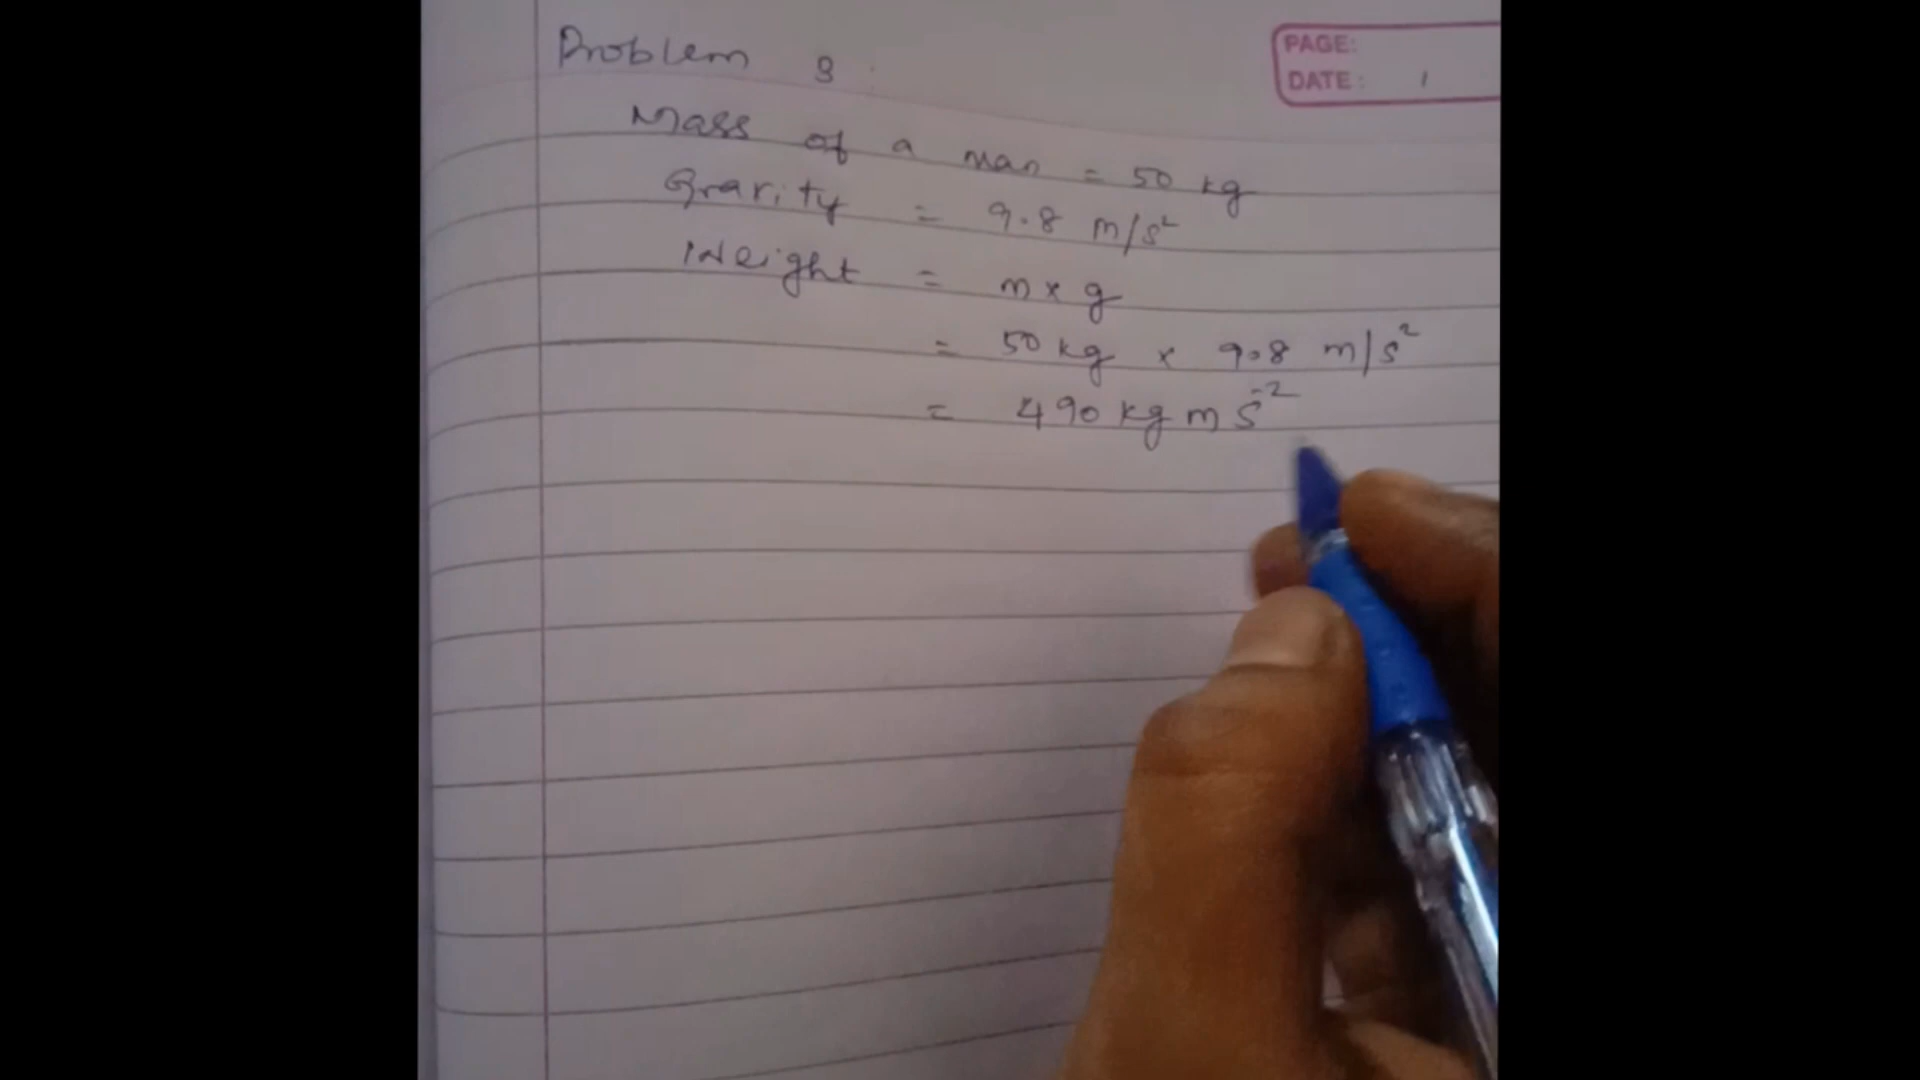 Problem 3
PAGE:
DATE: /
Mass of a man = 50 kg
Gravity = 9.8 m/s²
Weight = m × g
= 50 kg × 9.8 m/s²
= 490 kg m s⁻²